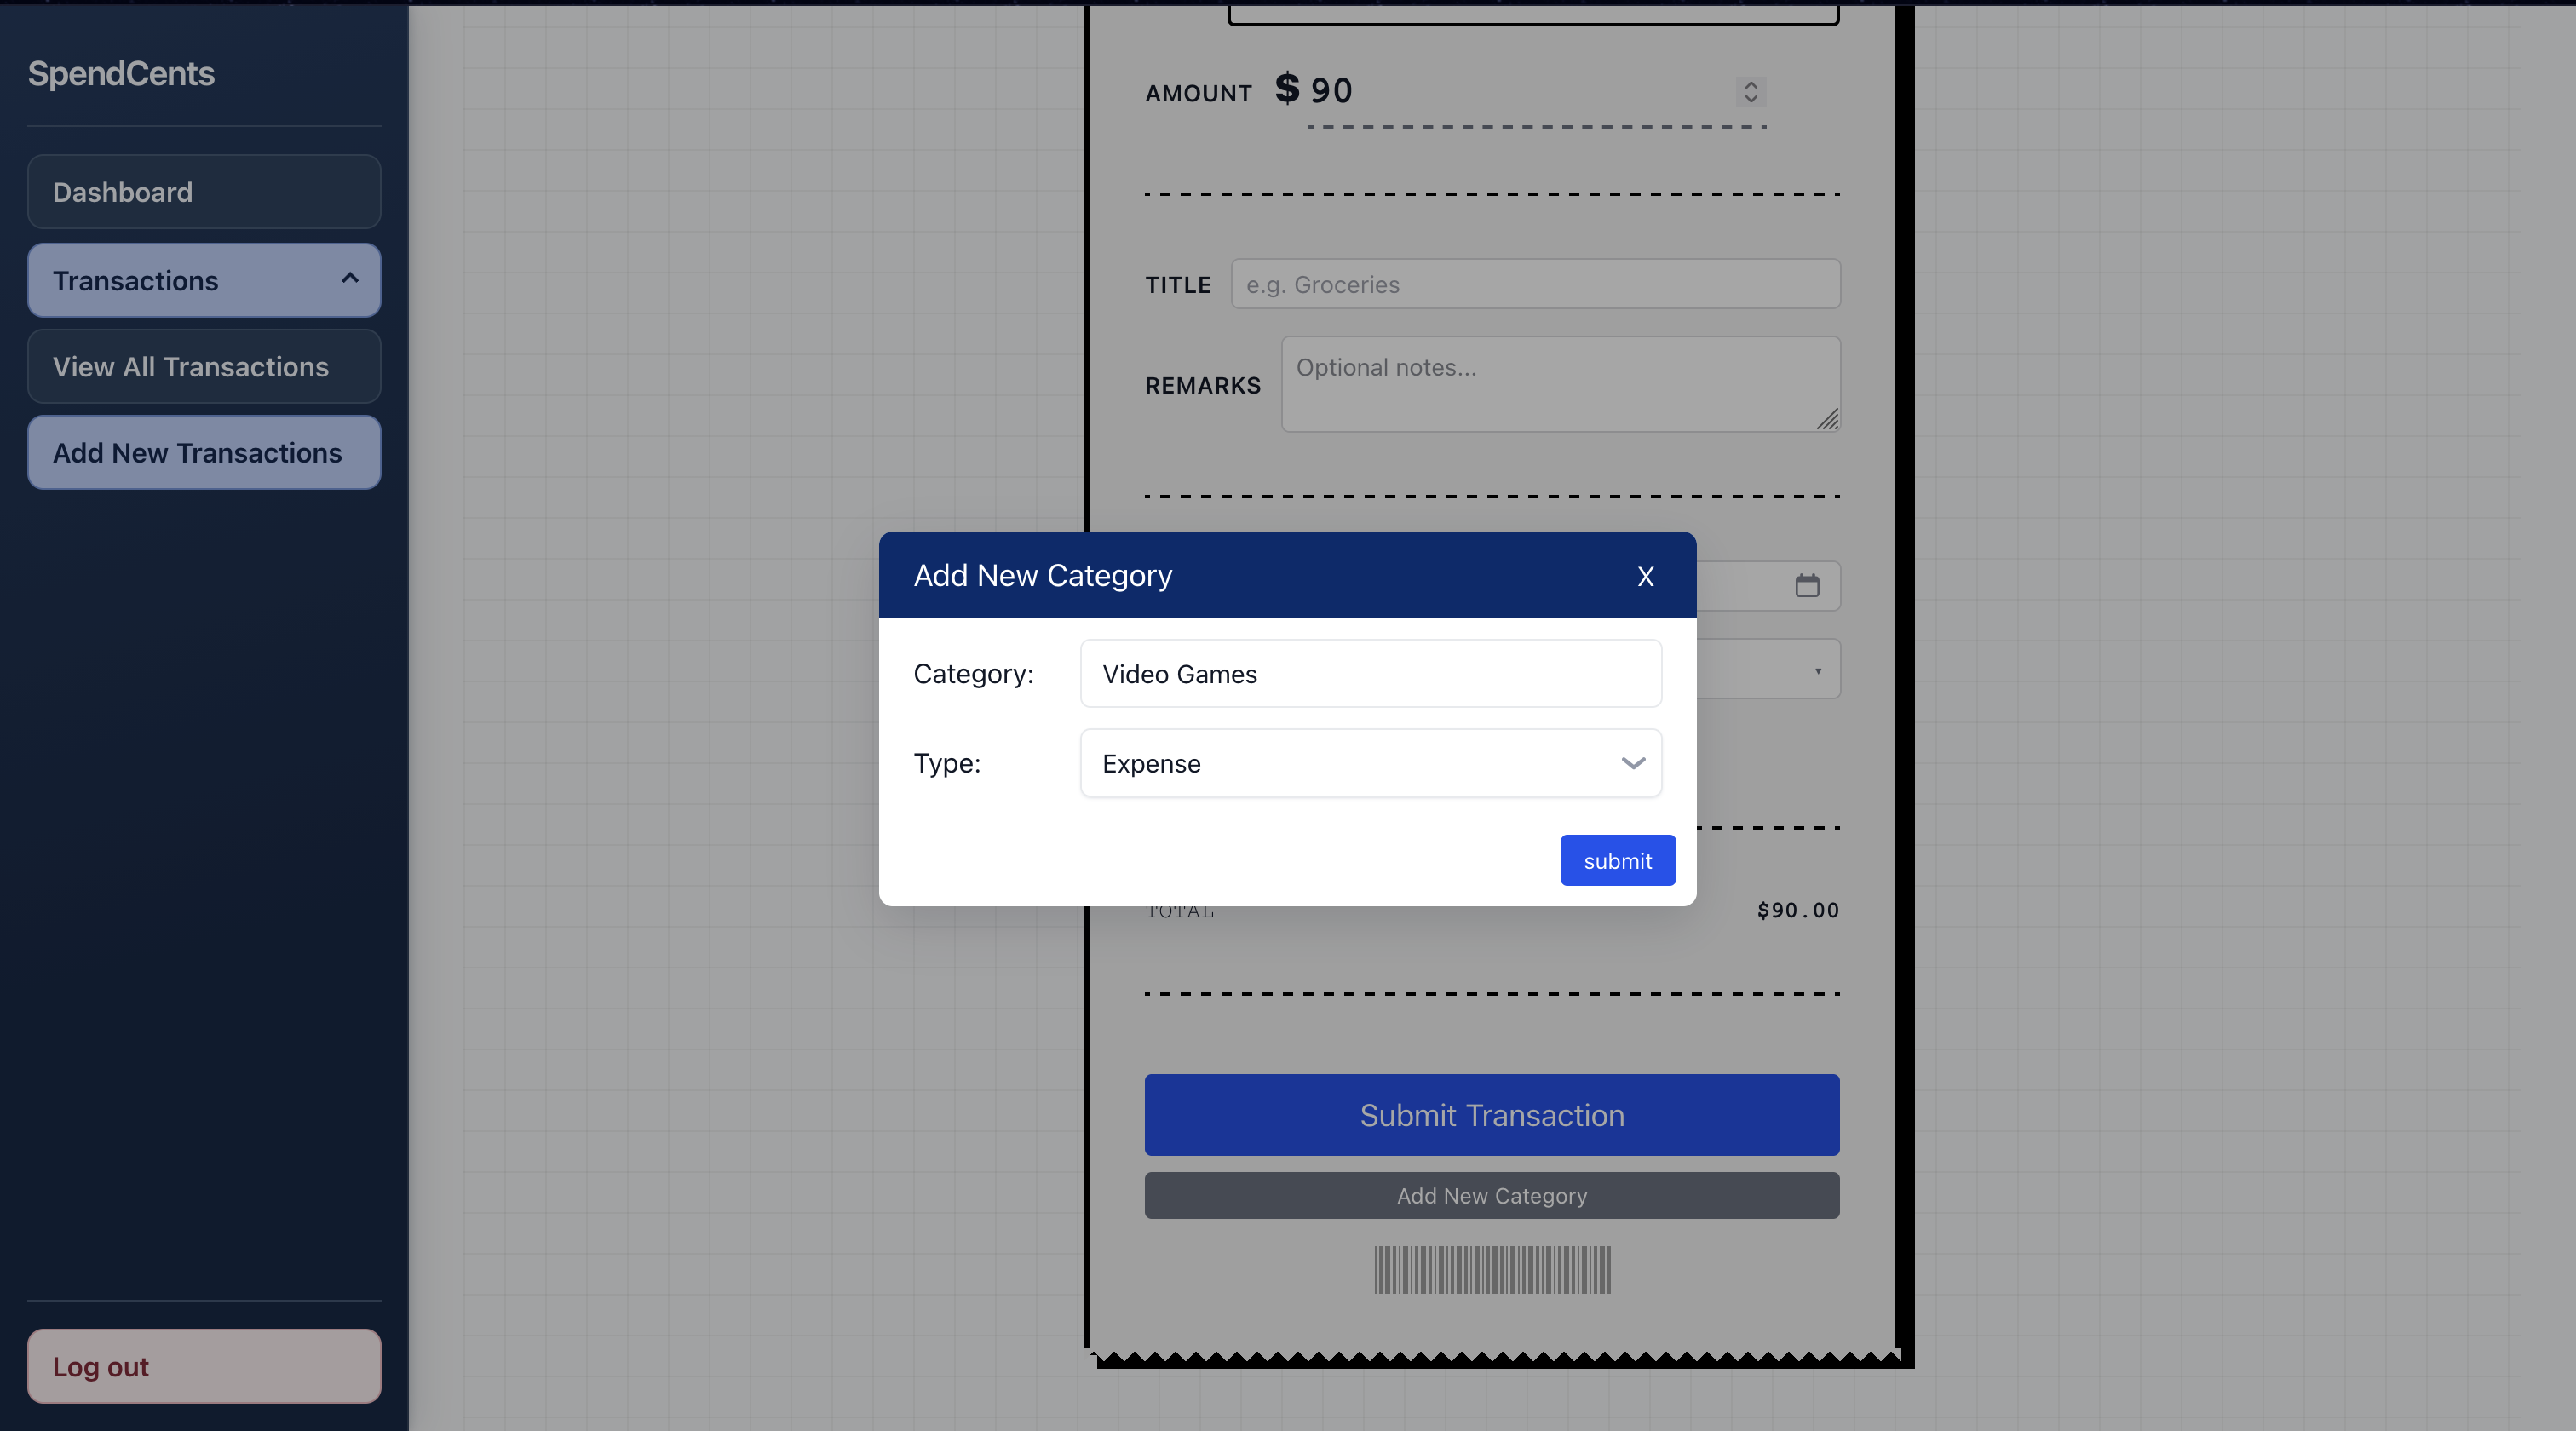 SpendCents
Dashboard
Transactions
View All Transactions
Add New Transactions
Log out
AMOUNT $ 90
TITLE e.g. Groceries
REMARKS Optional notes...
Add New Category X
Category: Video Games
Type: Expense
submit
TOTAL $90.00
Submit Transaction
Add New Category